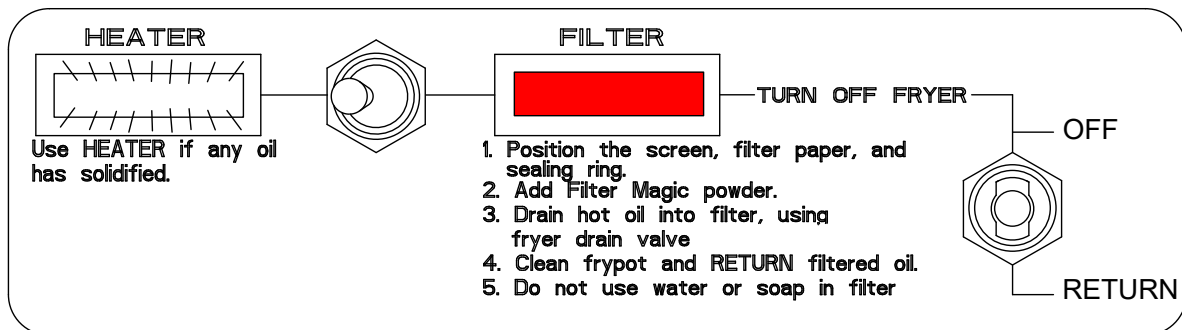 HEATER
Use HEATER if any oil
has solidified.
FILTER
1. Position the screen, filter paper, and
sealing ring.
2. Add Filter Magic powder.
3. Drain hot oil into filter, using
fryer drain valve
4. Clean frypot and RETURN filtered oil.
5. Do not use water or soap in filter
TURN OFF FRYER
OFF
RETURN